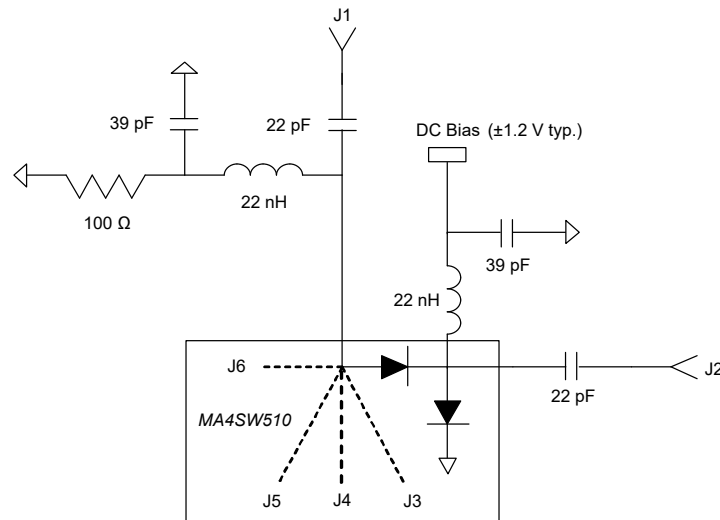 J1
39 pF
22 pF
DC Bias (±1.2 V typ.)
22 nH
100 Ω
39 pF
22 nH
J6
J2
22 pF
MA4SW510
J5
J4
J3